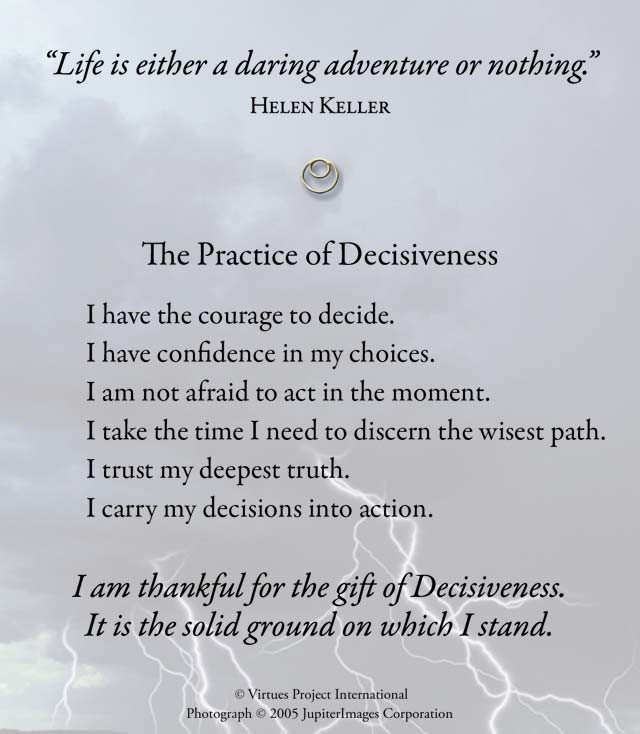 “Life is either a daring adventure or nothing.”
Helen Keller
The Practice of Decisiveness
I have the courage to decide.
I have confidence in my choices.
I am not afraid to act in the moment.
I take the time I need to discern the wisest path.
I trust my deepest truth.
I carry my decisions into action.
I am thankful for the gift of Decisiveness.
It is the solid ground on which I stand.
© Virtues Project International
Photograph © 2005 JupiterImages Corporation